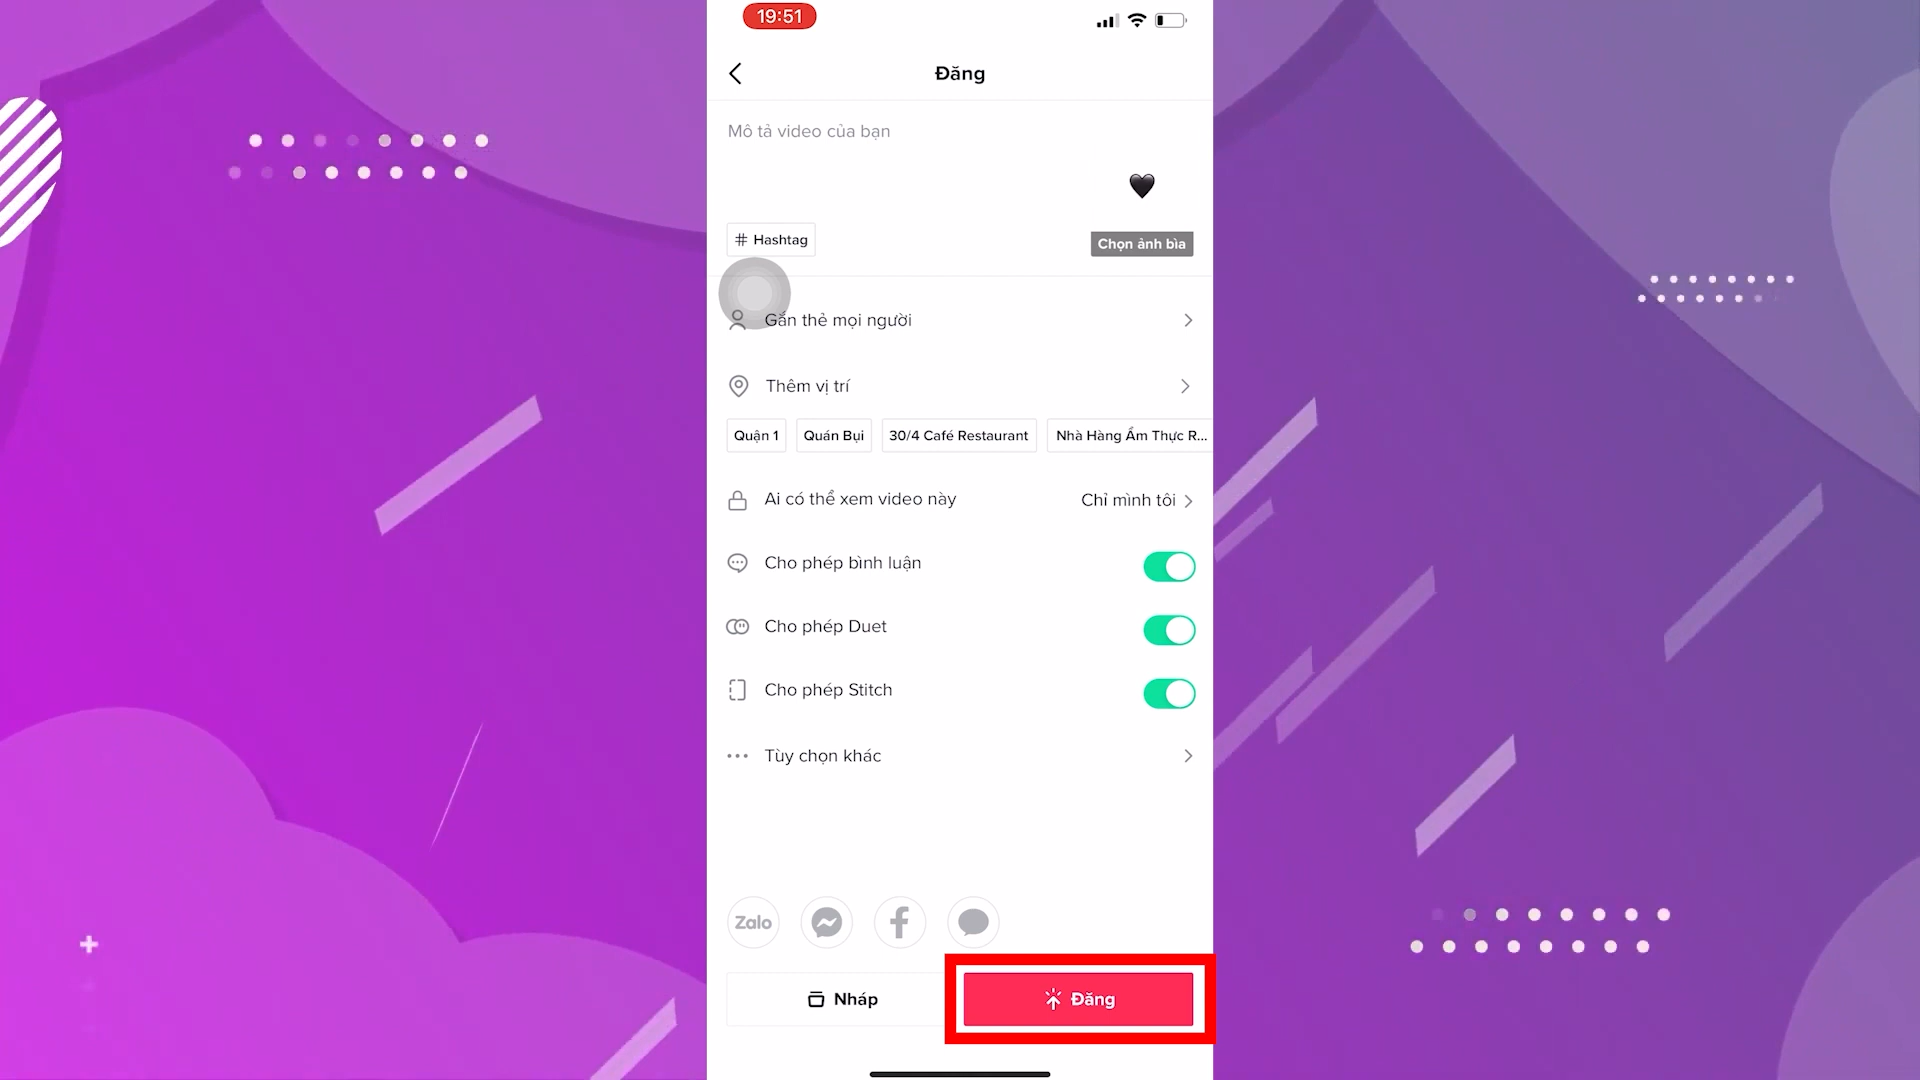 19:51
Đăng
Mô tả video của bạn
# Hashtag
Chọn ảnh bìa
Gắn thẻ mọi người
Thêm vị trí
Quận 1
Quán Bụi
30/4 Café Restaurant
Nhà Hàng Ẩm Thực R...
Ai có thể xem video này
Chỉ mình tôi
Cho phép bình luận
Cho phép Duet
Cho phép Stitch
Tùy chọn khác
Zalo
Nháp
Đăng